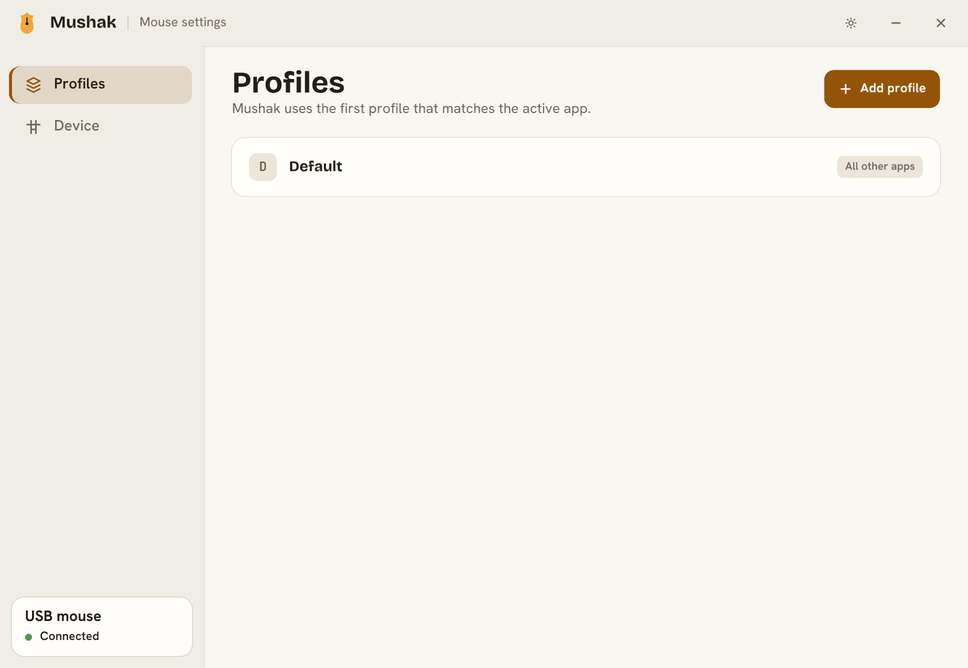 Mushak
Mouse settings
Profiles
Device
Profiles
Mushak uses the first profile that matches the active app.
+ Add profile
D
Default
All other apps
USB mouse
Connected